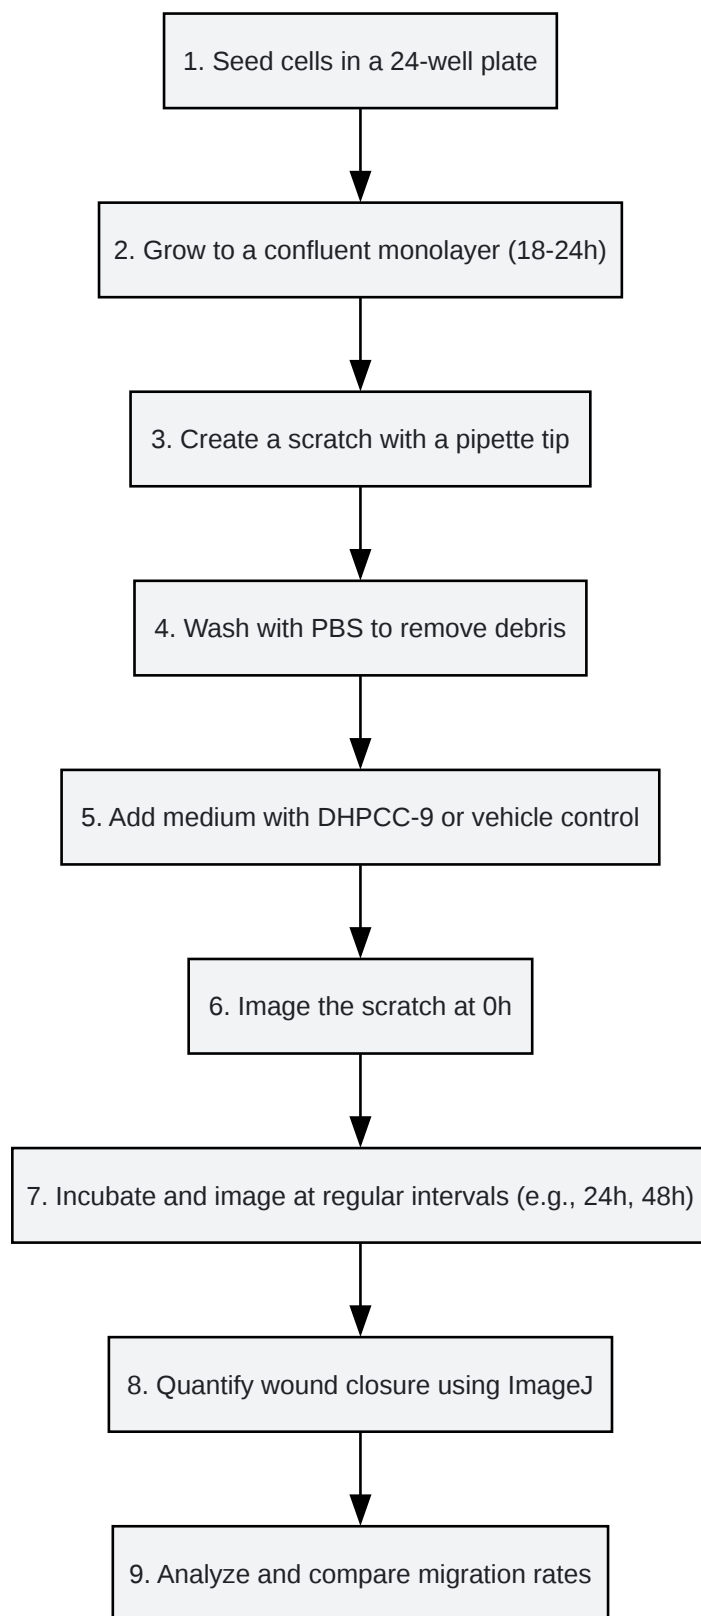 1. Seed cells in a 24-well plate
2. Grow to a confluent monolayer (18-24h)
3. Create a scratch with a pipette tip
4. Wash with PBS to remove debris
5. Add medium with DHPCC-9 or vehicle control
6. Image the scratch at 0h
7. Incubate and image at regular intervals (e.g., 24h, 48h)
8. Quantify wound closure using ImageJ
9. Analyze and compare migration rates